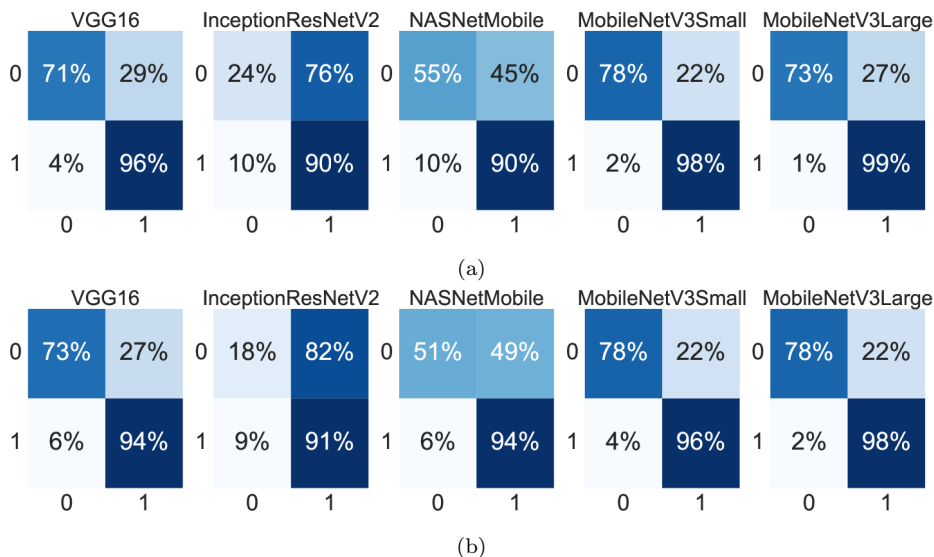 VGG16 InceptionResNetV2 NASNetMobile MobileNetV3Small MobileNetV3Large
0 71% 29% 0 24% 76% 0 55% 45% 0 78% 22% 0 73% 27%
1 4% 96% 1 10% 90% 1 10% 90% 1 2% 98% 1 1% 99%
0 1 0 1 0 1 0 1 0 1
(a)
VGG16 InceptionResNetV2 NASNetMobile MobileNetV3Small MobileNetV3Large
0 73% 27% 0 18% 82% 0 51% 49% 0 78% 22% 0 78% 22%
1 6% 94% 1 9% 91% 1 6% 94% 1 4% 96% 1 2% 98%
0 1 0 1 0 1 0 1 0 1
(b)